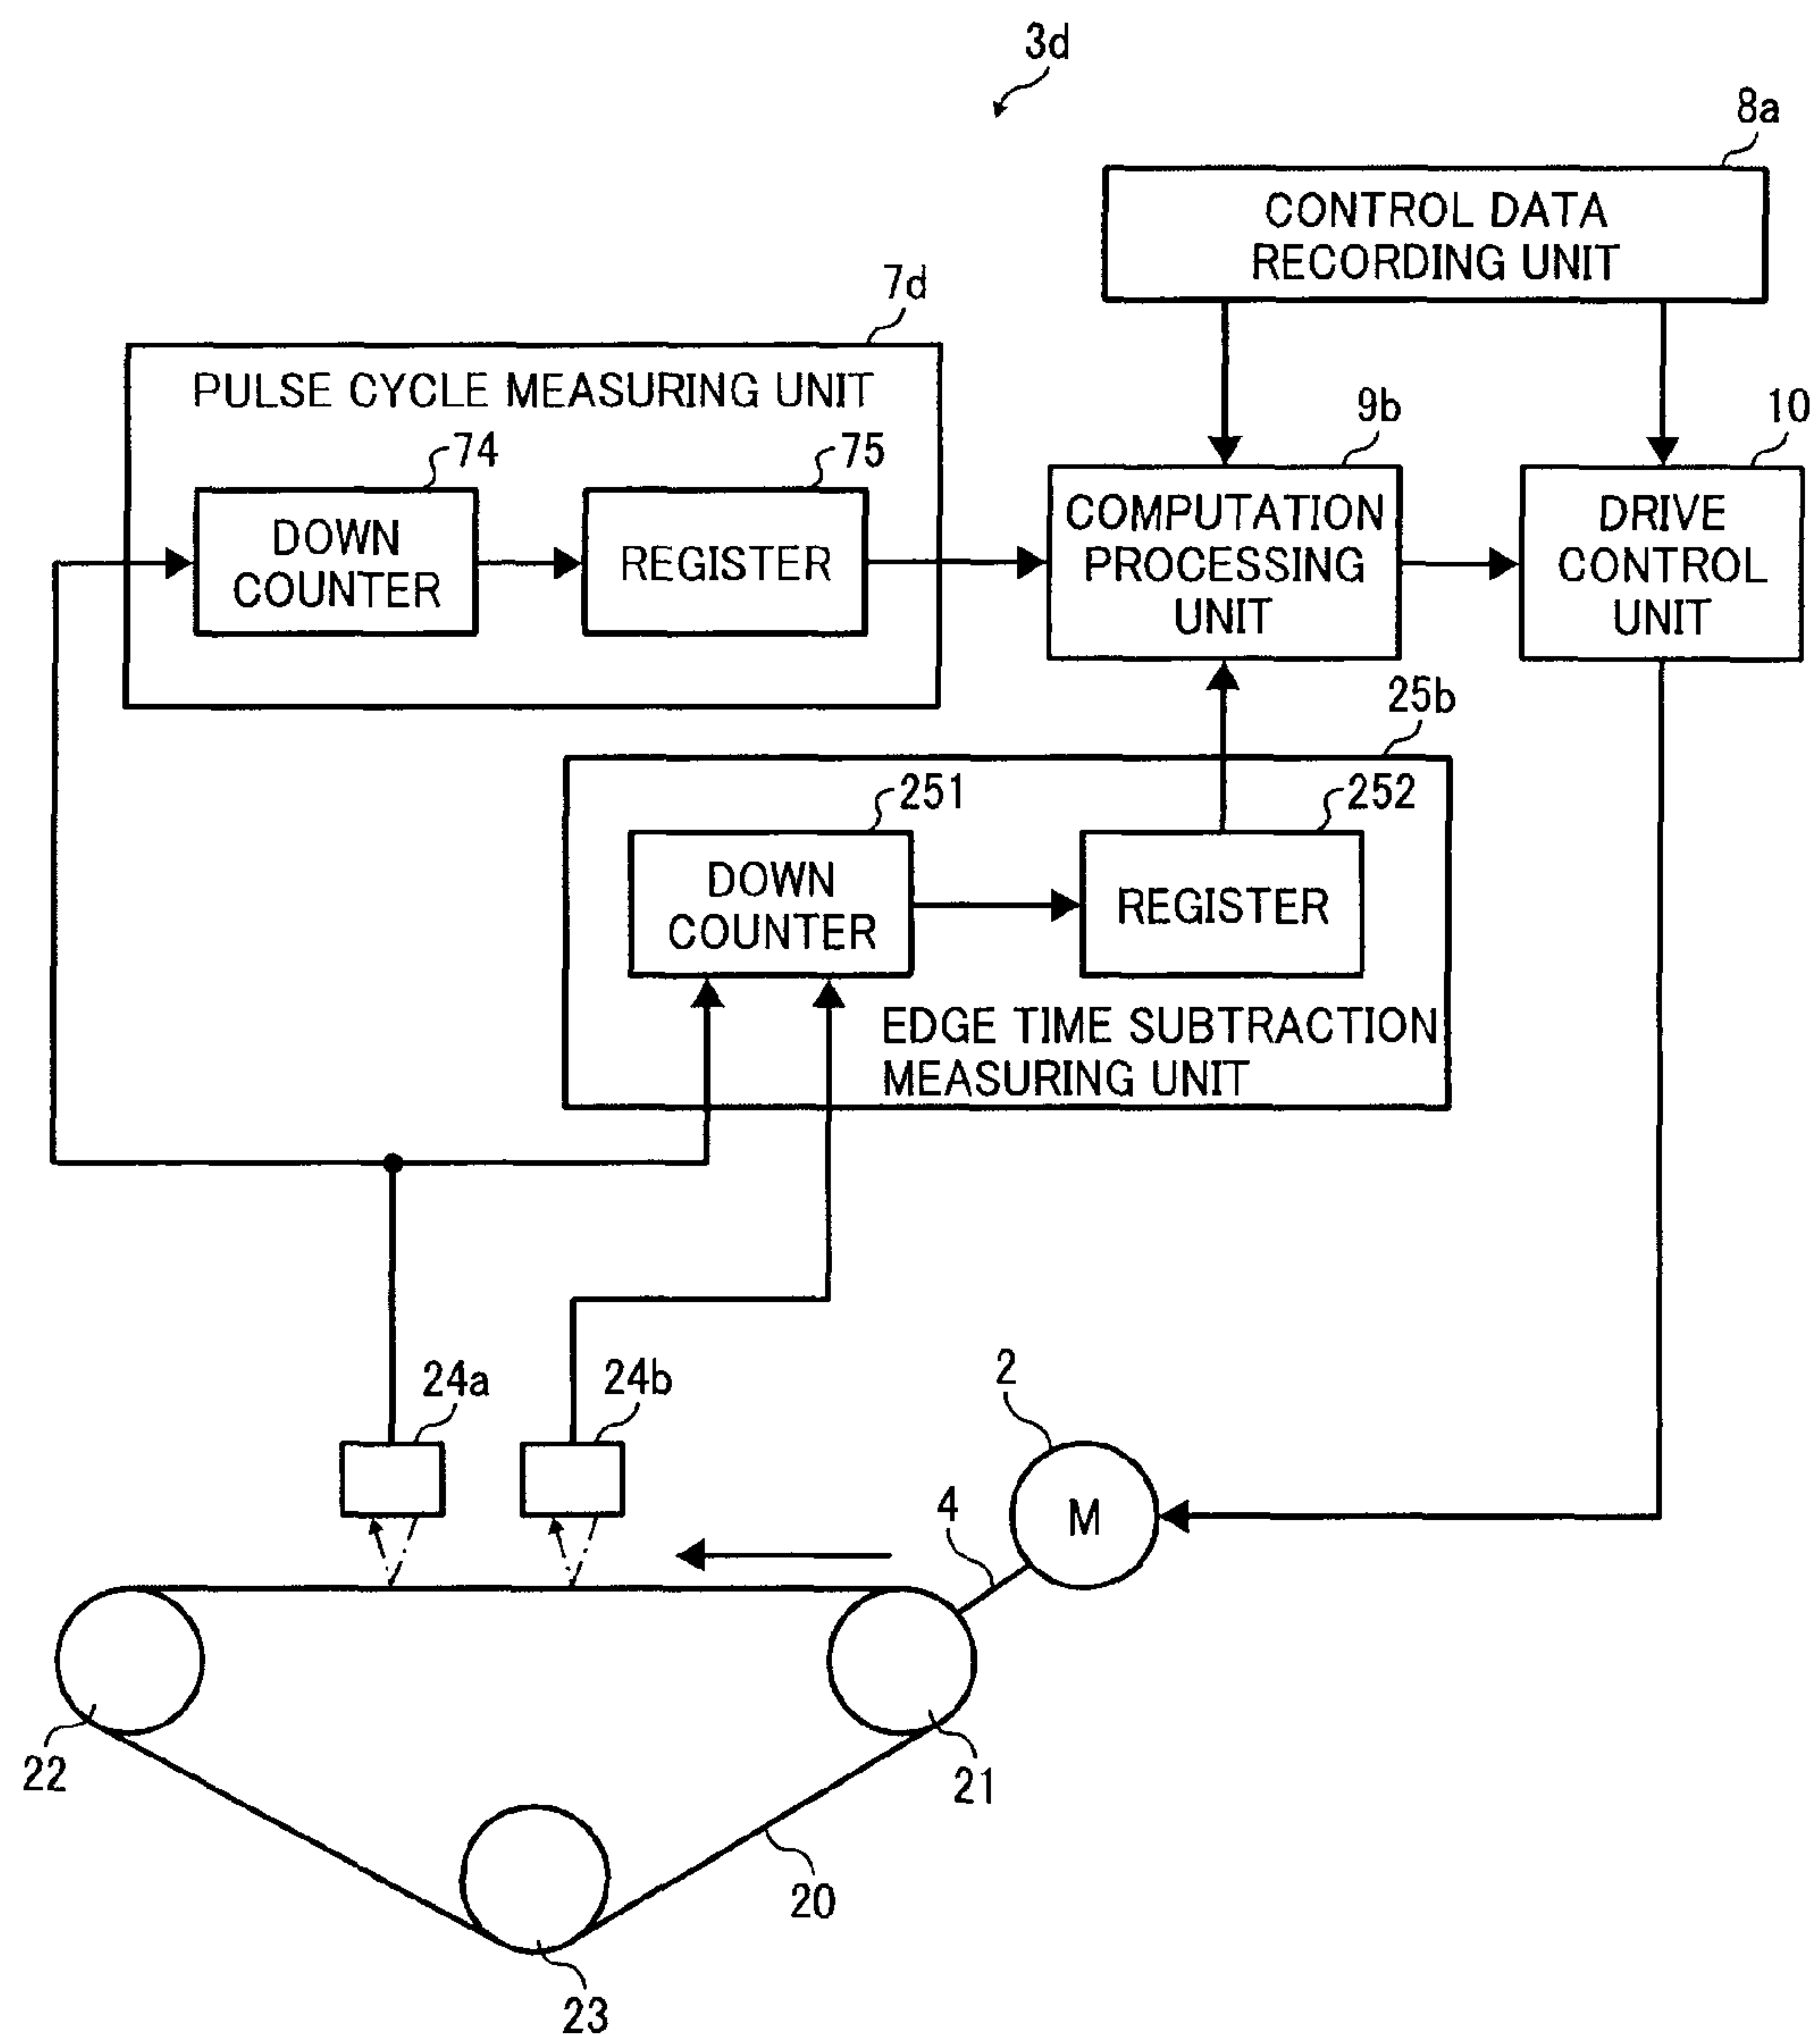 3d
8a
CONTROL DATA
RECORDING UNIT
7d
PULSE CYCLE MEASURING UNIT
74
75
9b
10
DOWN
COUNTER
REGISTER
COMPUTATION
PROCESSING
UNIT
DRIVE
CONTROL
UNIT
25b
251
252
DOWN
COUNTER
REGISTER
EDGE TIME SUBTRACTION
MEASURING UNIT
24a
24b
2
4
M
22
21
20
23